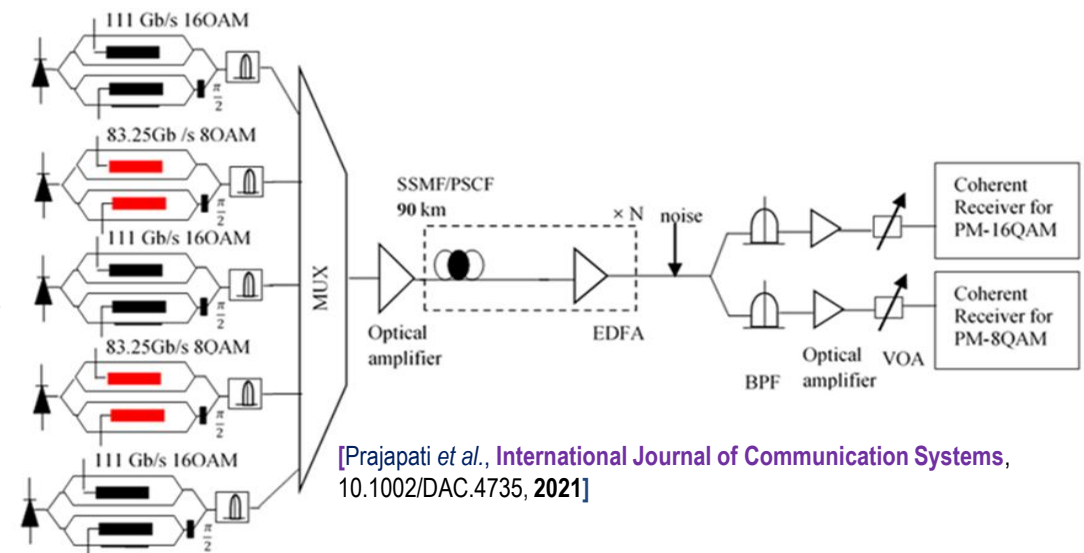 111 Gb/s 16OAM
π/2
83.25Gb /s 8OAM
π/2
111 Gb/s 16OAM
π/2
83.25Gb/s 8OAM
π/2
111 Gb/s 16OAM
π/2
MUX
Optical
amplifier
SSMF/PSCF
90 km
× N
EDFA
noise
BPF
Optical
amplifier
VOA
Coherent
Receiver for
PM-16QAM
Coherent
Receiver for
PM-8QAM
[Prajapati et al., International Journal of Communication Systems,
10.1002/DAC.4735, 2021]